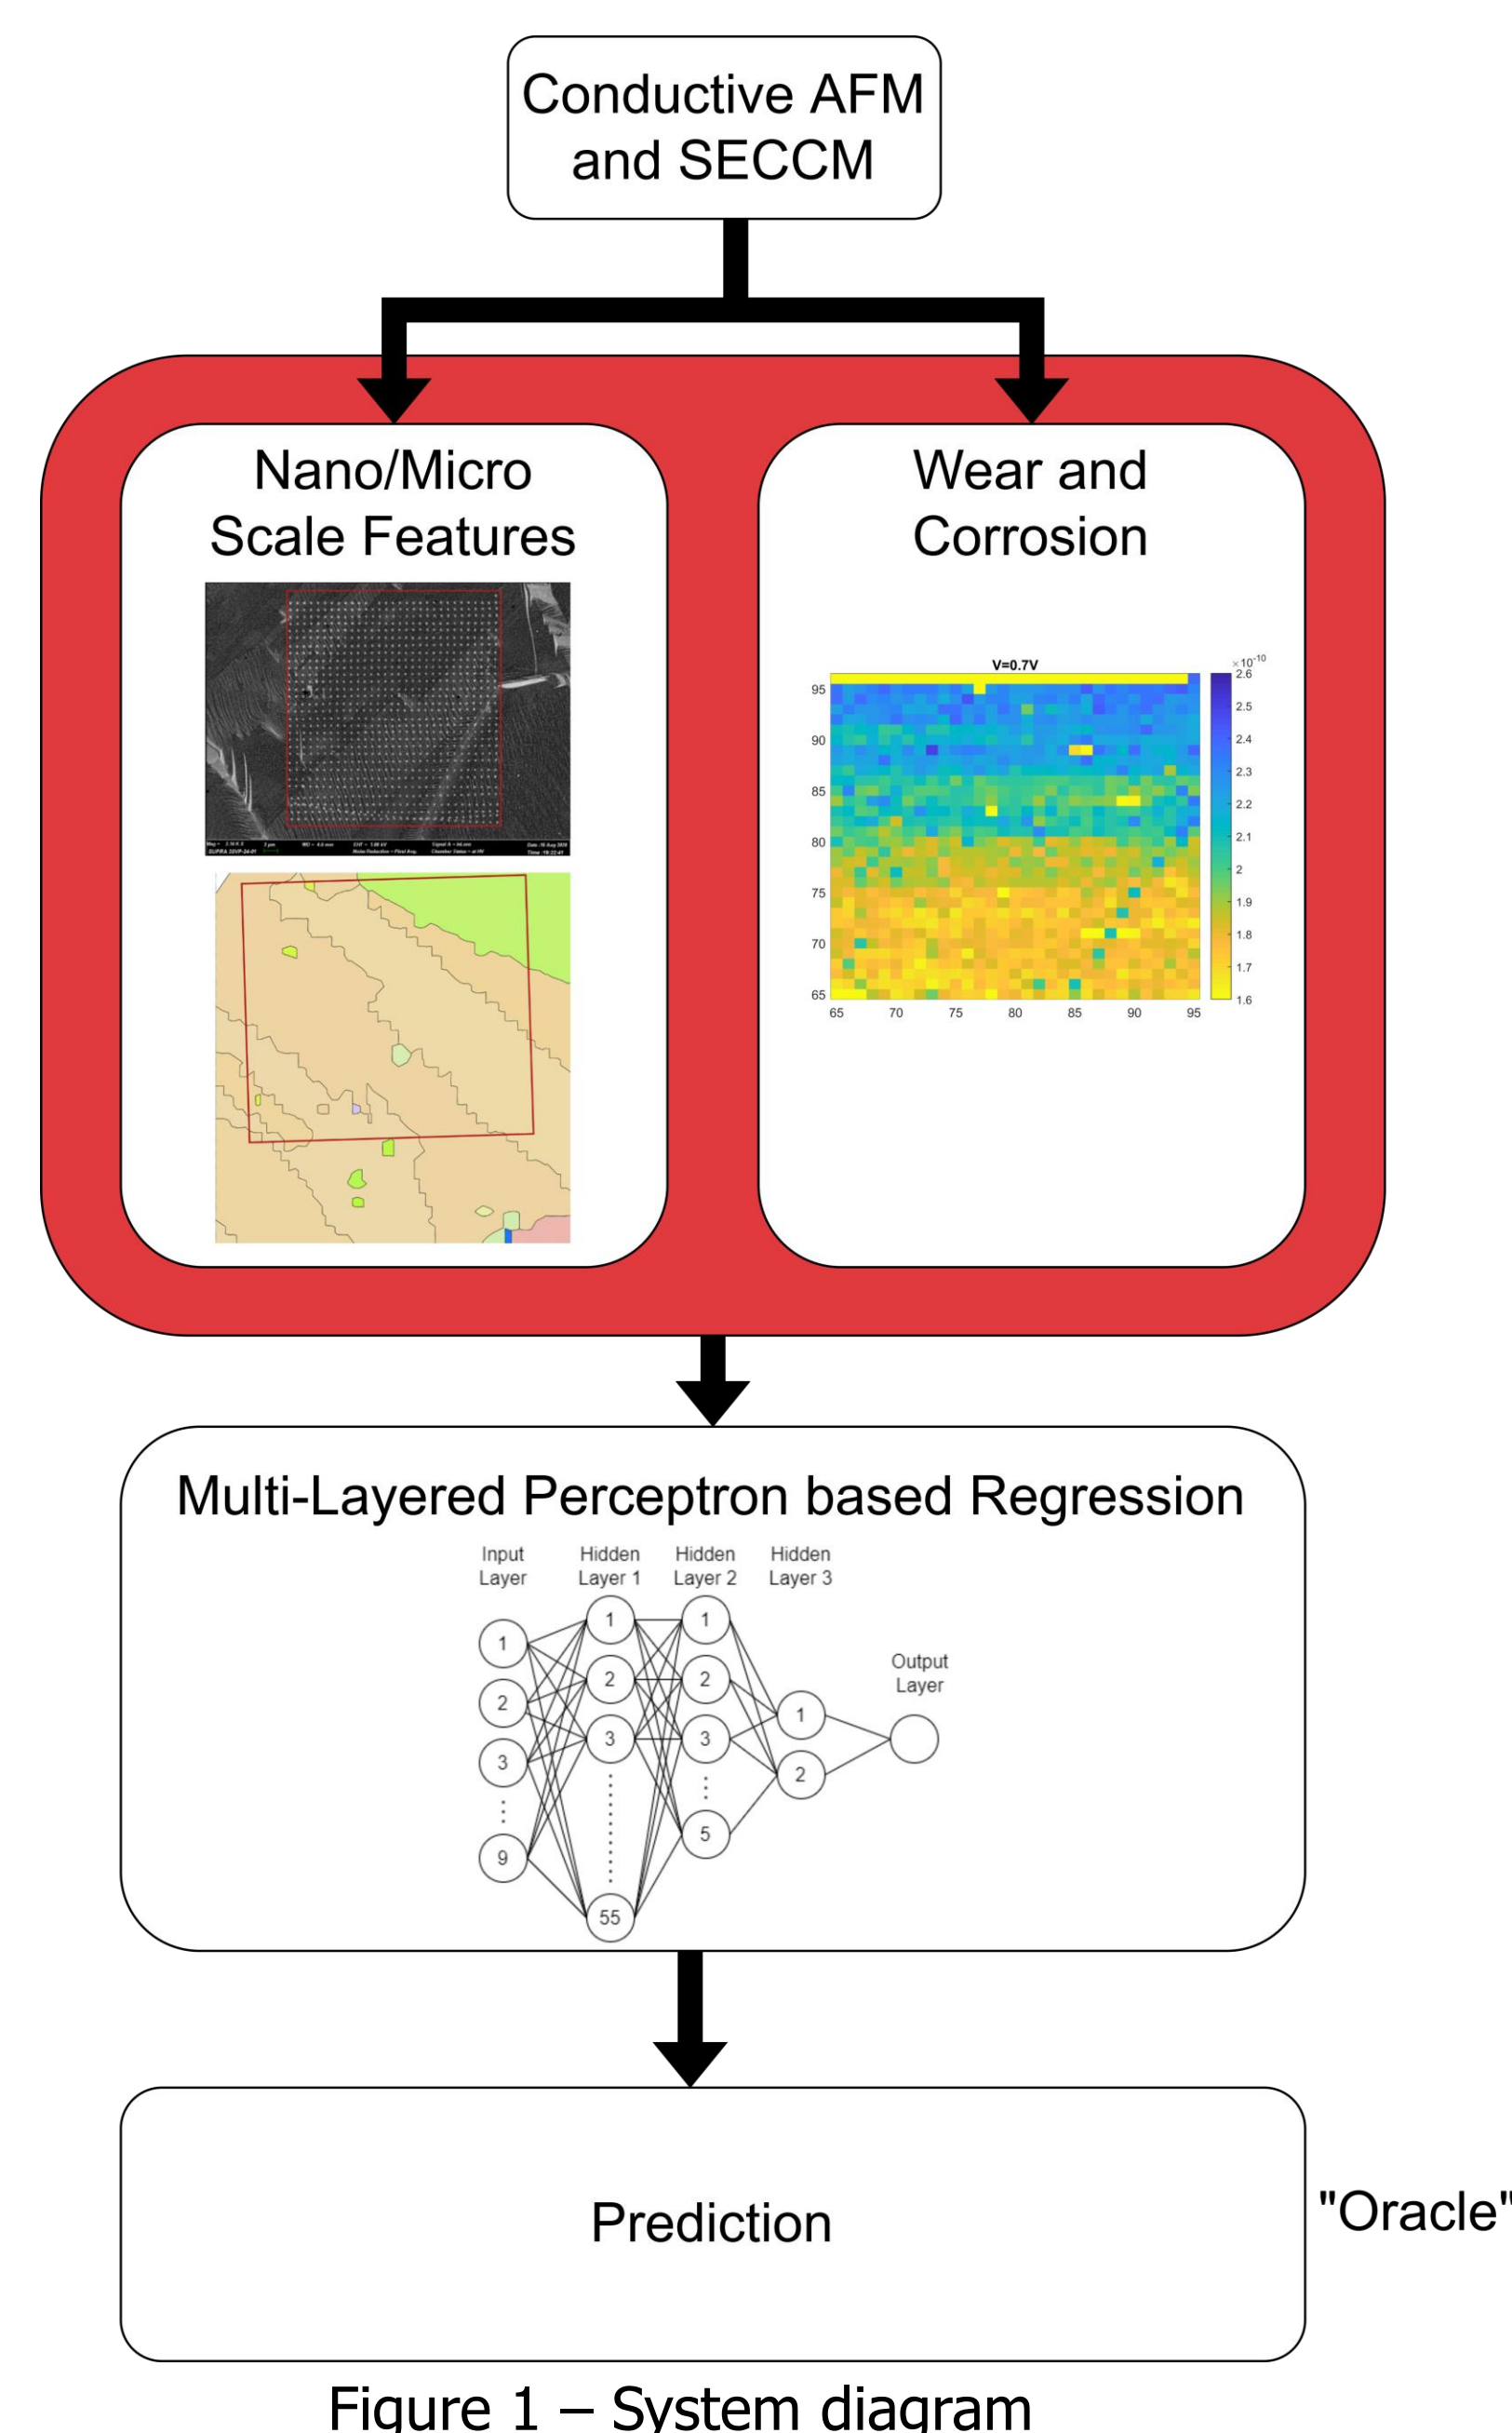 Conductive AFM
and SECCM
Nano/Micro
Scale Features
Wear and
Corrosion
V=0.7V
×10⁻¹⁰
2.6
2.5
2.4
2.3
2.2
2.1
2
1.9
1.8
1.7
1.6
95
90
85
80
75
70
65
65 70 75 80 85 90 95
Multi-Layered Perceptron based Regression
Input Hidden Hidden Hidden
Layer Layer 1 Layer 2 Layer 3
1
2
3
9
1
2
3
55
1
2
3
5
1
2
Output
Layer
Prediction
"Oracle"
Figure 1 – System diagram